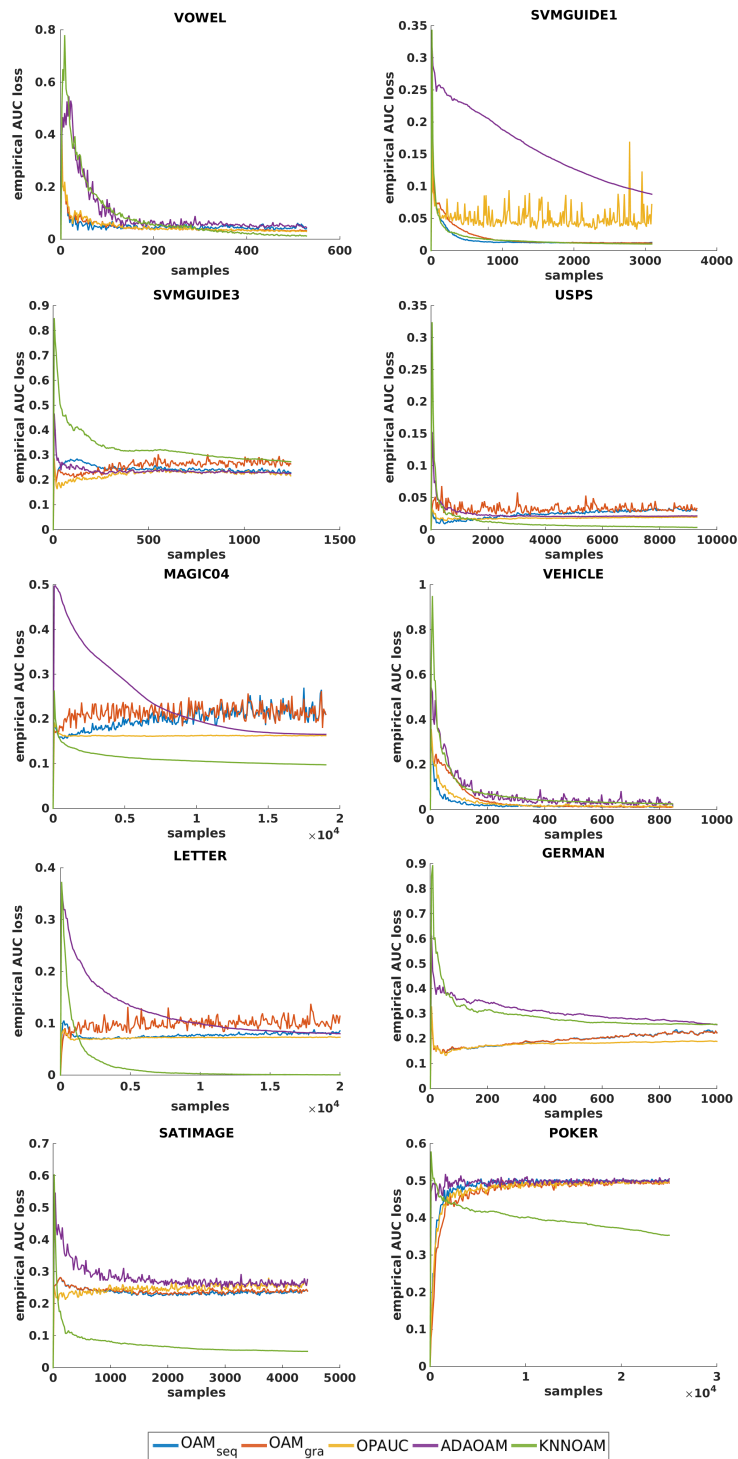 VOWEL
empirical AUC loss
0.8
0.6
0.4
0.2
0
0 200 400 600
samples
SVMGUIDE1
empirical AUC loss
0.35
0.3
0.25
0.2
0.15
0.1
0.05
0
0 1000 2000 3000 4000
samples
SVMGUIDE3
empirical AUC loss
0.9
0.8
0.7
0.6
0.5
0.4
0.3
0.2
0.1
0
0 500 1000 1500
samples
USPS
empirical AUC loss
0.35
0.3
0.25
0.2
0.15
0.1
0.05
0
0 2000 4000 6000 8000 10000
samples
MAGIC04
empirical AUC loss
0.5
0.4
0.3
0.2
0.1
0
0 0.5 1 1.5 2
samples
×10^4
VEHICLE
empirical AUC loss
1
0.8
0.6
0.4
0.2
0
0 200 400 600 800 1000
samples
LETTER
empirical AUC loss
0.4
0.3
0.2
0.1
0
0 0.5 1 1.5 2
samples
×10^4
GERMAN
empirical AUC loss
0.9
0.8
0.7
0.6
0.5
0.4
0.3
0.2
0.1
0
0 200 400 600 800 1000
samples
SATIMAGE
empirical AUC loss
0.7
0.6
0.5
0.4
0.3
0.2
0.1
0
0 1000 2000 3000 4000 5000
samples
POKER
empirical AUC loss
0.6
0.5
0.4
0.3
0.2
0.1
0
0 1 2 3
samples
×10^4
OAM_seq OAM_gra OPAUC ADAOAM KNNOAM